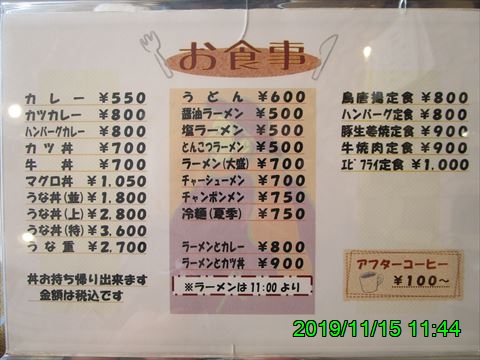 お食事
カレー ¥550
カツカレー ¥800
ハンバーグカレー ¥800
カツ丼 ¥700
牛丼 ¥700
マグロ丼 ¥1,050
うな丼(並) ¥1,800
うな丼(上) ¥2,800
うな丼(特) ¥3,600
うな重 ¥2,700
丼お持ち帰り出来ます
金額は税込です
うどん ¥600
醤油ラーメン ¥500
塩ラーメン ¥500
とんこつラーメン ¥500
ラーメン(大盛) ¥700
チャーシューメン ¥700
チャンポンメン ¥750
冷麺(夏季) ¥750
ラーメンとカレー ¥800
ラーメンとカツ丼 ¥900
※ラーメンは11:00より
鳥唐揚定食 ¥800
ハンバーグ定食 ¥800
豚生姜焼定食 ¥900
牛焼肉定食 ¥900
エビフライ定食 ¥1,000
アフターコーヒー
¥100～
2019/11/15 11:44